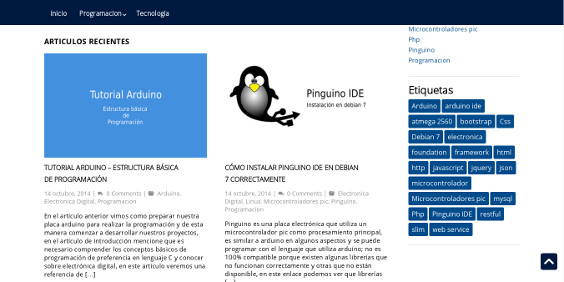 Inicio Programacion Tecnologia
ARTICULOS RECIENTES
Tutorial Arduino
Estructura básica
de
Programación
TUTORIAL ARDUINO – ESTRUCTURA BÁSICA
DE PROGRAMACIÓN
14 octubre, 2014 | 8 Comments | Arduino,
Electronica Digital, Programacion
En el artículo anterior vimos como preparar nuestra
placa arduino para realizar la programación y de esta
manera comenzar a desarrollar nuestros proyectos,
en el artículo de introducción mencione que es
necesario comprender los conceptos básicos de
programación de preferencia en lenguaje C y conocer
sobre electrónica digital, en este artículo veremos una
referencia de [...]
Pinguino IDE
Instalación en debian 7
CÓMO INSTALAR PINGUINO IDE EN DEBIAN
7 CORRECTAMENTE
14 octubre, 2014 | 0 Comments | Electronica
Digital, Linux, Microcontroladores pic, Pinguino,
Programacion
Pinguino es una placa electrónica que utiliza un
microcontrolador pic como procesamiento principal,
es similar a arduino en algunos aspectos y se puede
programar con el lenguaje que utiliza arduino; no es
100% compatible porque existen algunas librerías que
no funcionan correctamente y otras que no están
disponible, en este enlace podemos ver que librerías
[...]
Microcontroladores pic
Php
Pinguino
Programacion
Etiquetas
Arduino arduino ide
atmega 2560 bootstrap Css
Debian 7 electronica
foundation framework html
http javascript jquery json
microcontrolador
Microcontroladores pic mysql
Php Pinguino IDE restful
slim web service